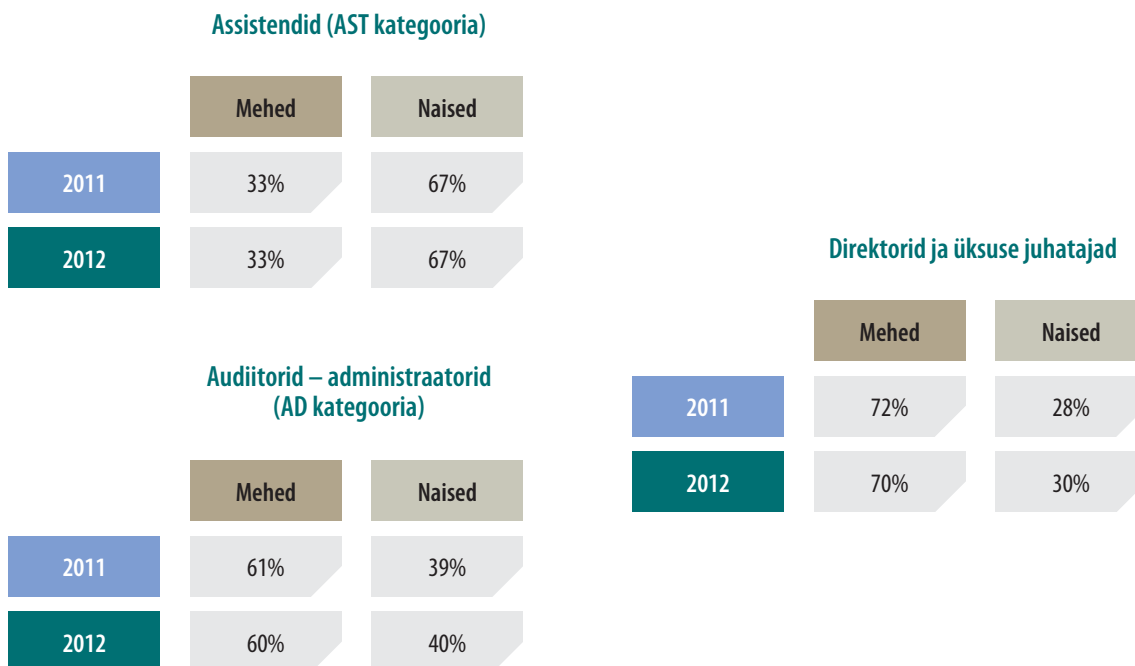 Assistendid (AST kategooria)
Mehed Naised
2011 33% 67%
2012 33% 67%
Audiitorid – administraatorid
(AD kategooria)
Mehed Naised
2011 61% 39%
2012 60% 40%
Direktorid ja üksuse juhatajad
Mehed Naised
2011 72% 28%
2012 70% 30%